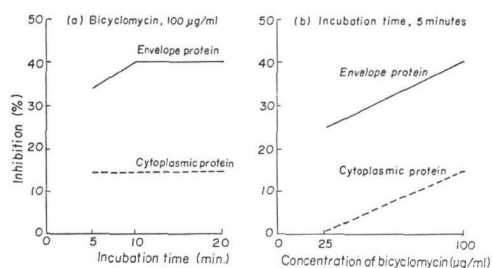 (a) Bicyclomycin, 100 µg/ml
Envelope protein
Cytoplasmic protein
Inhibition (%)
50
40
30
20
10
0
0
5
10
20
Incubation time (min.)
(b) Incubation time, 5 minutes
Envelope protein
Cytoplasmic protein
50
40
30
20
10
0
0
25
100
Concentration of bicyclomycin (µg/ml)